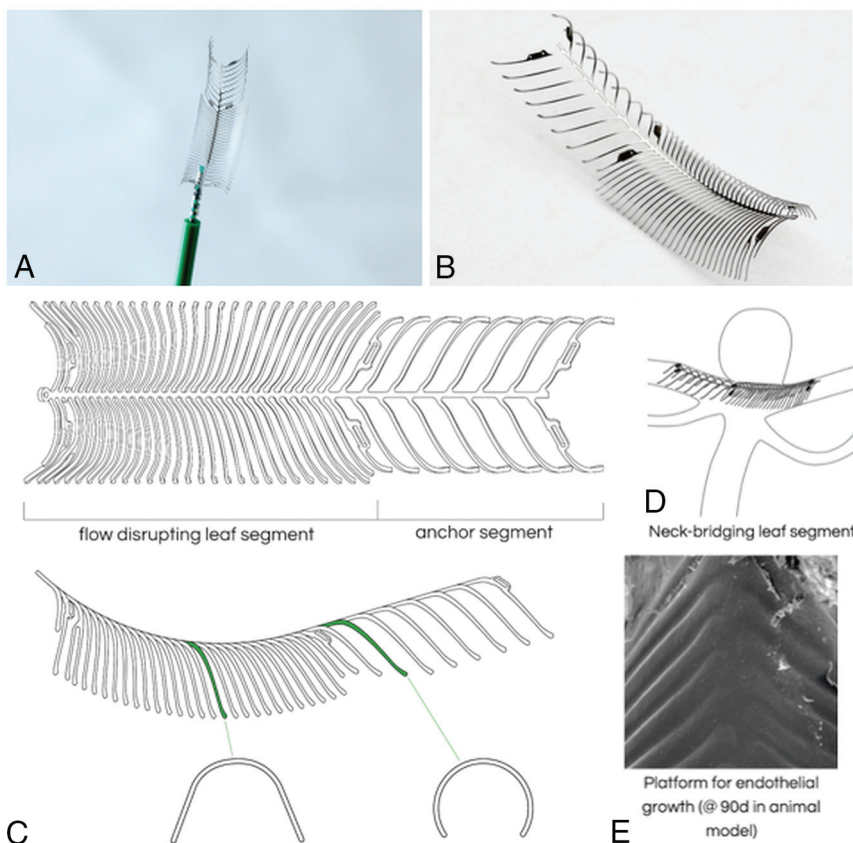 A
B
flow disrupting leaf segment
anchor segment
D
Neck-bridging leaf segment
C
Platform for endothelial
growth (@ 90d in animal
model)
E